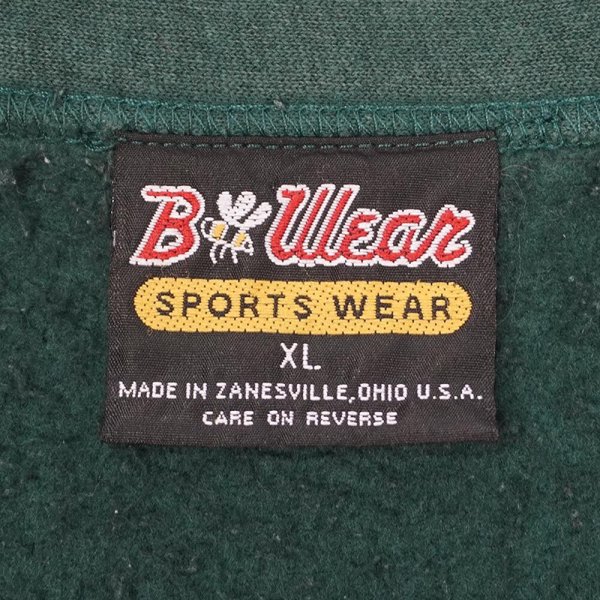 B Wear
SPORTS WEAR
XL
MADE IN ZANESVILLE, OHIO U.S.A.
CARE ON REVERSE